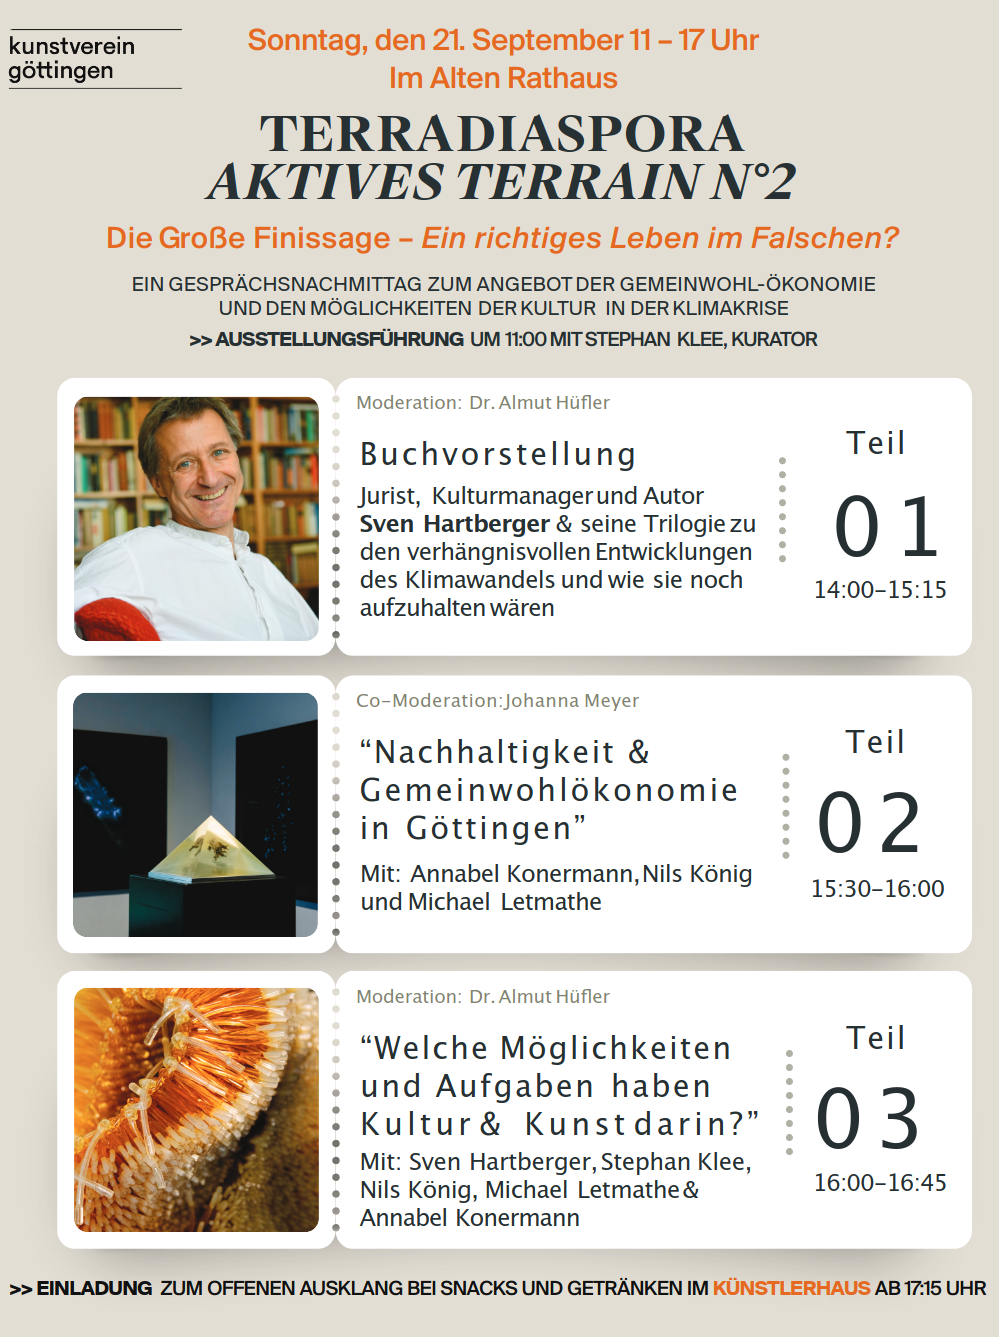 kunstverein
göttingen
Sonntag, den 21. September 11 – 17 Uhr
Im Alten Rathaus
TERRADIASPORA
AKTIVES TERRAIN N°2
Die Große Finissage – Ein richtiges Leben im Falschen?
EIN GESPRÄCHSNACHMITTAG ZUM ANGEBOT DER GEMEINWOHL-ÖKONOMIE
UND DEN MÖGLICHKEITEN DER KULTUR IN DER KLIMAKRISE
>> AUSSTELLUNGSFÜHRUNG UM 11:00 MIT STEPHAN KLEE, KURATOR
Moderation: Dr. Almut Hüfler
Buchvorstellung
Jurist, Kulturmanager und Autor
Sven Hartberger & seine Trilogie zu
den verhängnisvollen Entwicklungen
des Klimawandels und wie sie noch
aufzuhalten wären
Teil
01
14:00–15:15
Co-Moderation: Johanna Meyer
“Nachhaltigkeit &
Gemeinwohlökonomie
in Göttingen”
Mit: Annabel Konermann, Nils König
und Michael Letmathe
Teil
02
15:30–16:00
Moderation: Dr. Almut Hüfler
“Welche Möglichkeiten
und Aufgaben haben
Kultur & Kunst darin?”
Mit: Sven Hartberger, Stephan Klee,
Nils König, Michael Letmathe &
Annabel Konermann
Teil
03
16:00–16:45
>> EINLADUNG ZUM OFFENEN AUSKLANG BEI SNACKS UND GETRÄNKEN IM KÜNSTLERHAUS AB 17:15 UHR